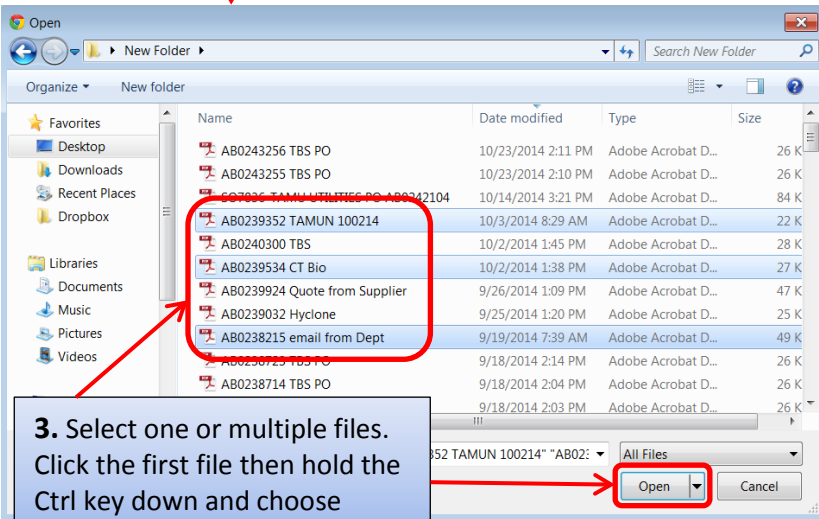 Open
New Folder
Search New Folder
Organize New folder
Name Date modified Type Size
Favorites
Desktop
Downloads
Recent Places
Dropbox
Libraries
Documents
Music
Pictures
Videos
AB0243256 TBS PO 10/23/2014 2:11 PM Adobe Acrobat D... 26 K
AB0243255 TBS PO 10/23/2014 2:10 PM Adobe Acrobat D... 26 K
SO7836-TAMU UTILITIES PO AB0242104 10/14/2014 3:21 PM Adobe Acrobat D... 84 K
AB0239352 TAMUN 100214 10/3/2014 8:29 AM Adobe Acrobat D... 22 K
AB0240300 TBS 10/2/2014 1:45 PM Adobe Acrobat D... 28 K
AB0239534 CT Bio 10/2/2014 1:38 PM Adobe Acrobat D... 27 K
AB0239924 Quote from Supplier 9/26/2014 1:09 PM Adobe Acrobat D... 47 K
AB0239032 Hyclone 9/25/2014 1:20 PM Adobe Acrobat D... 25 K
AB0238215 email from Dept 9/19/2014 7:39 AM Adobe Acrobat D... 49 K
TBS PO 9/18/2014 2:14 PM Adobe Acrobat D... 26 K
AB0238714 TBS PO 9/18/2014 2:04 PM Adobe Acrobat D... 26 K
9/18/2014 2:03 PM Adobe Acrobat D... 26 K
3. Select one or multiple files.
Click the first file then hold the
Ctrl key down and choose
352 TAMUN 100214" "AB023 All Files
Open Cancel